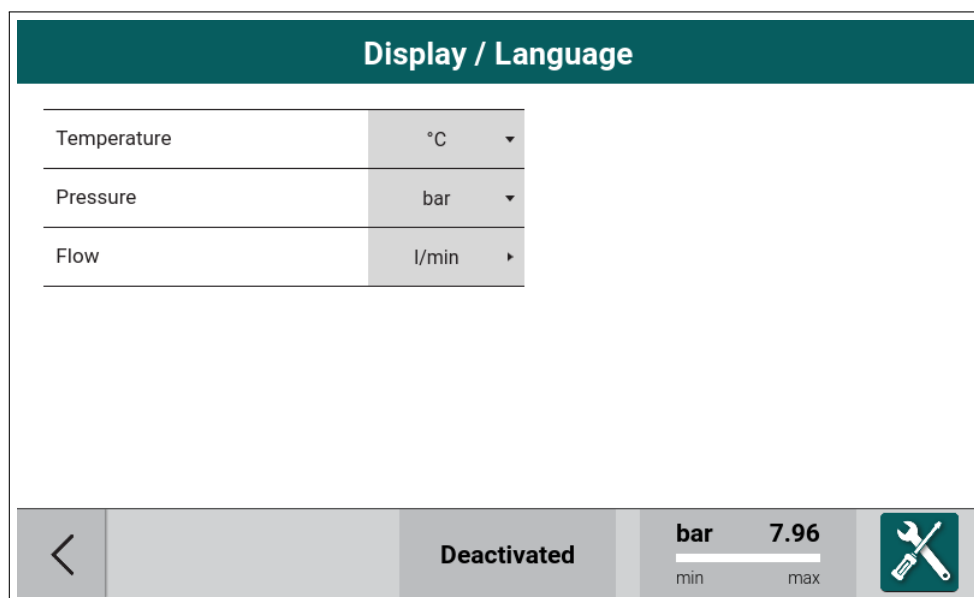 Display / Language
Temperature °C
Pressure bar
Flow l/min
Deactivated
bar 7.96
min max